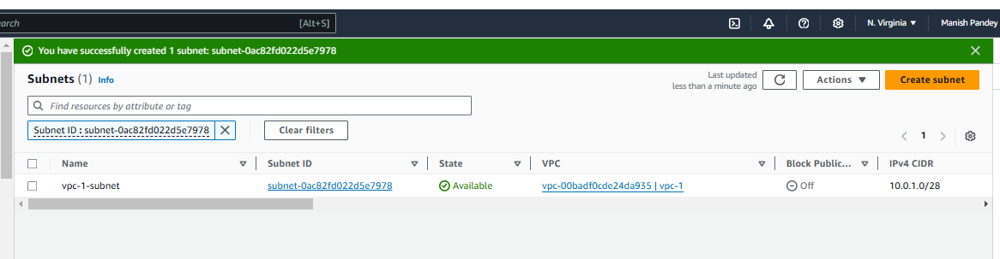 earch [Alt+S] N. Virginia ▼ Manish Pandey
You have successfully created 1 subnet: subnet-0ac82fd022d5e7978
Subnets (1) Info
Last updated
less than a minute ago
Actions ▼
Create subnet
Find resources by attribute or tag
Subnet ID : subnet-0ac82fd022d5e7978
Clear filters
1
Name Subnet ID State VPC Block Public... IPv4 CIDR
vpc-1-subnet subnet-0ac82fd022d5e7978 Available vpc-00badf0cde24da935 | vpc-1 Off 10.0.1.0/28